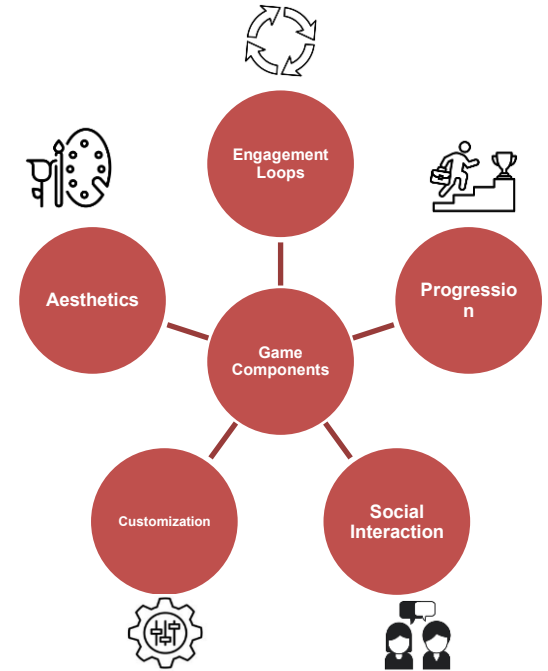 Engagement
Loops
Aesthetics
Progressio
n
Game
Components
Customization
Social
Interaction